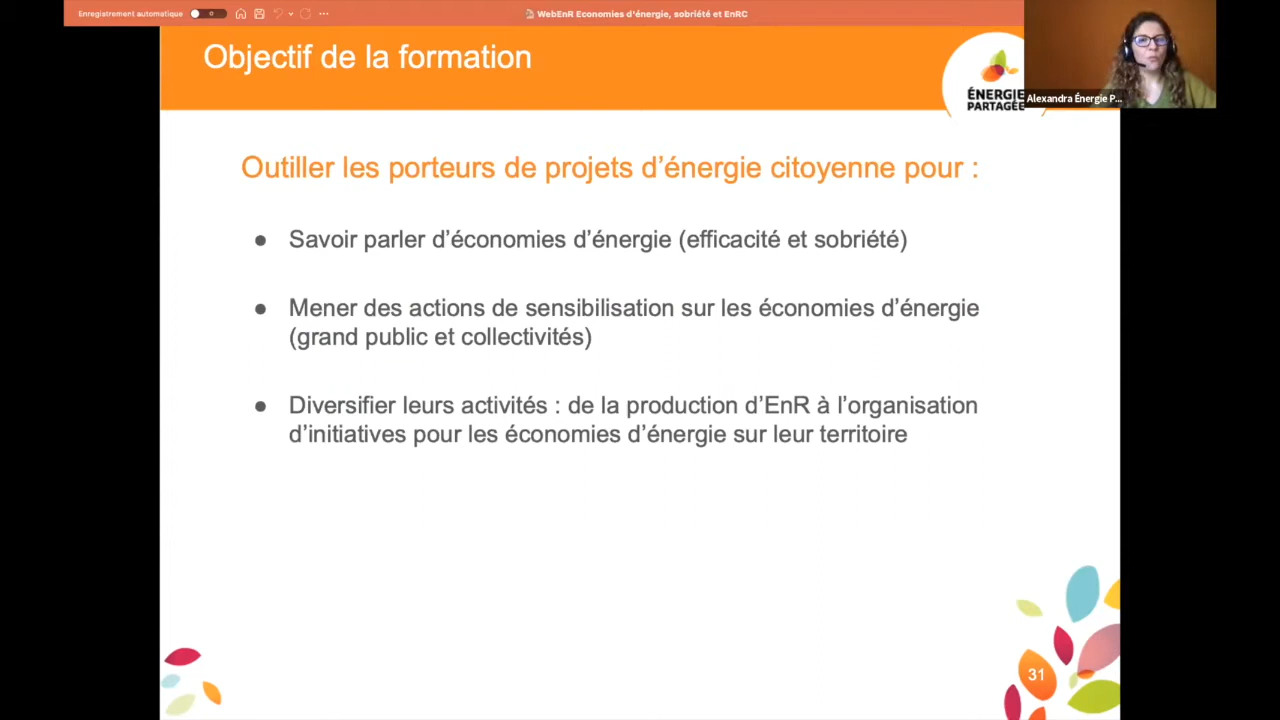 Enregistrement automatique
WebEnR Economies d'énergie, sobriété et EnRC
Objectif de la formation
ÉNERGIE
PARTAGÉE
Alexandra Énergie P...
Outiller les porteurs de projets d’énergie citoyenne pour :
● Savoir parler d’économies d’énergie (efficacité et sobriété)
● Mener des actions de sensibilisation sur les économies d’énergie
(grand public et collectivités)
● Diversifier leurs activités : de la production d’EnR à l’organisation
d’initiatives pour les économies d’énergie sur leur territoire
31